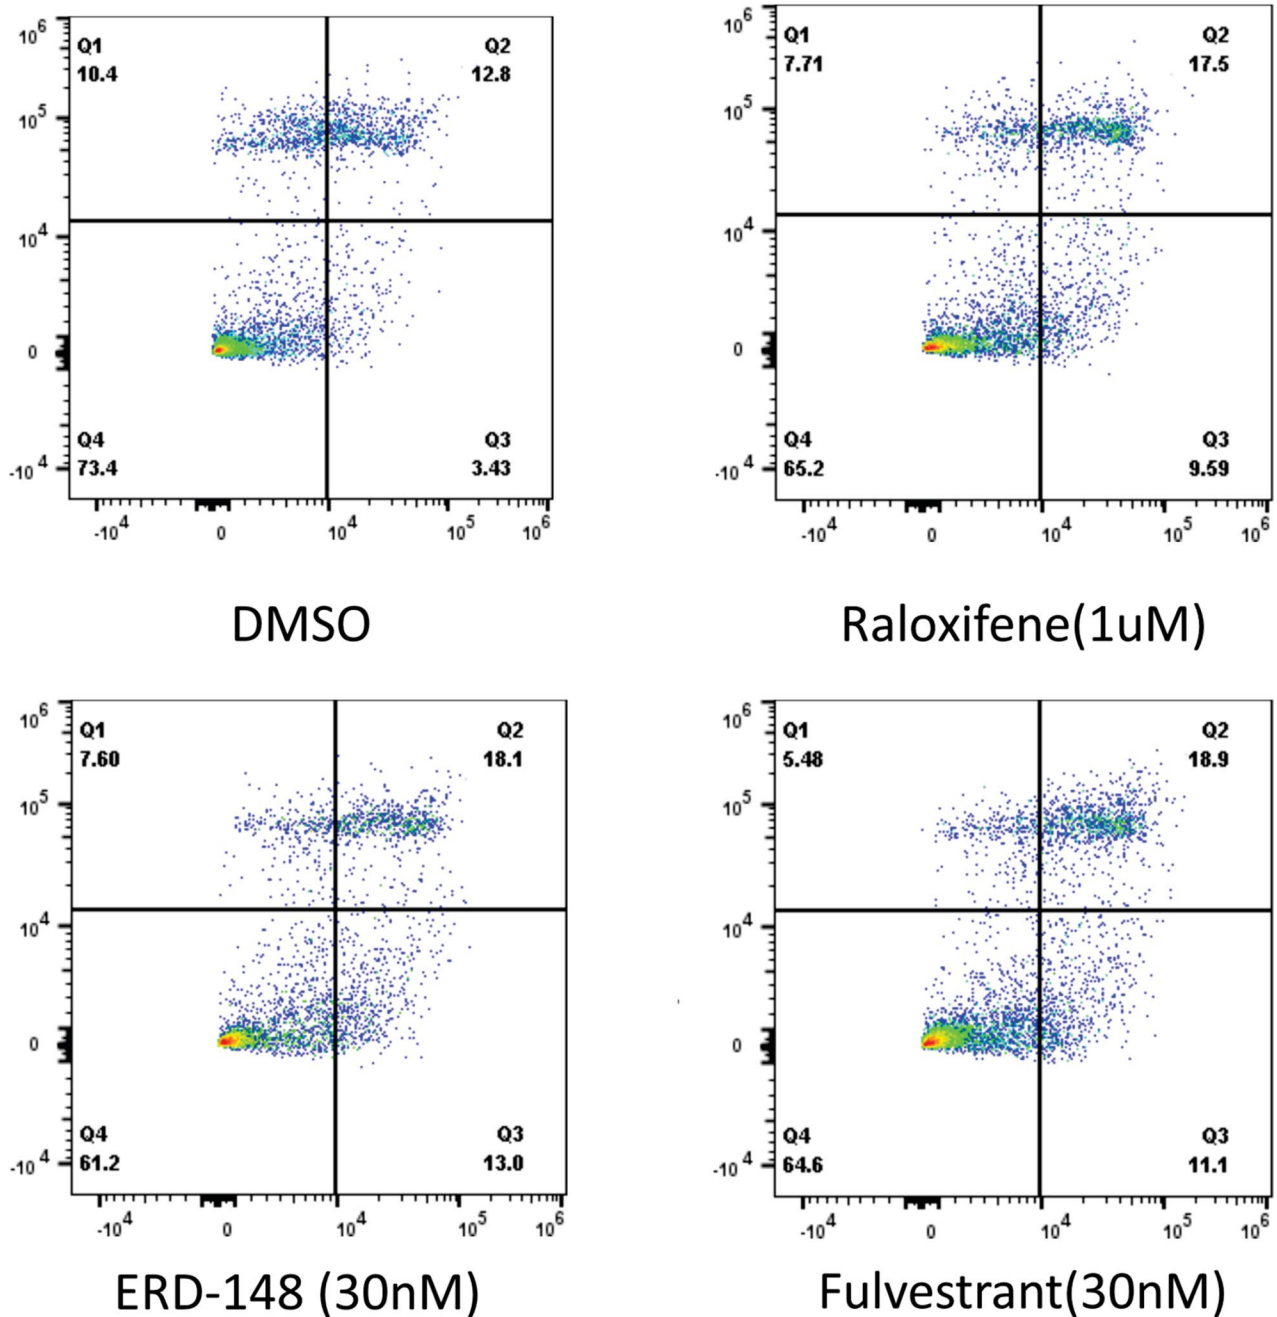 10^6
Q1
10.4
Q2
12.8
10^5
10^4
0
Q4
73.4
Q3
3.43
-10^4
-10^4 0 10^4 10^5 10^6
DMSO
10^6
Q1
7.71
Q2
17.5
10^5
10^4
0
Q4
65.2
Q3
9.59
-10^4
-10^4 0 10^4 10^5 10^6
Raloxifene(1uM)
10^6
Q1
7.60
Q2
18.1
10^5
10^4
0
Q4
61.2
Q3
13.0
-10^4
-10^4 0 10^4 10^5 10^6
ERD-148 (30nM)
10^6
Q1
5.48
Q2
18.9
10^5
10^4
0
Q4
64.6
Q3
11.1
-10^4
-10^4 0 10^4 10^5 10^6
Fulvestrant(30nM)